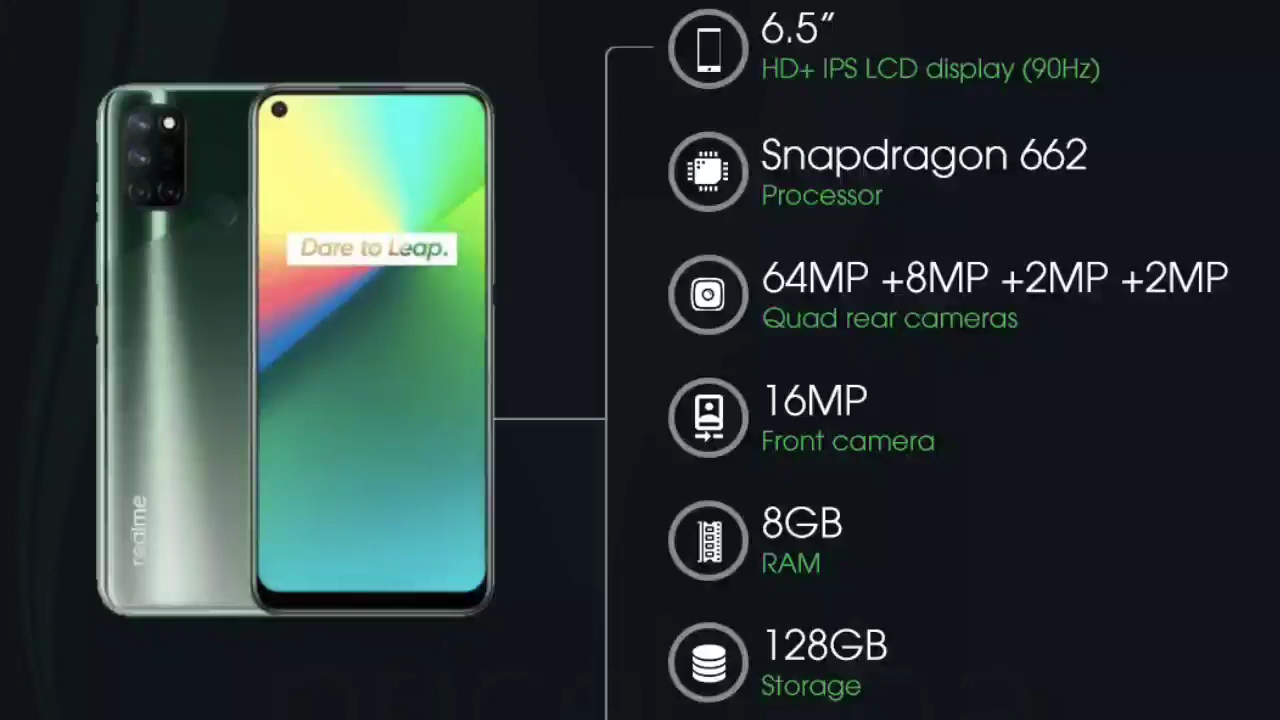 realme
Dare to Leap.
6.5”
HD+ IPS LCD display (90Hz)
Snapdragon 662
Processor
64MP +8MP +2MP +2MP
Quad rear cameras
16MP
Front camera
8GB
RAM
128GB
Storage